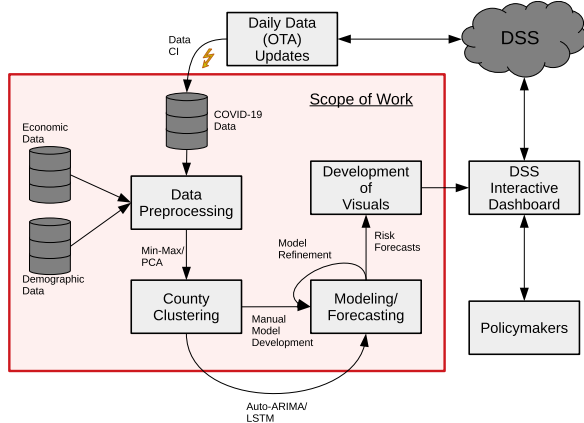 Daily Data
(OTA)
Updates
DSS
Data
CI
Scope of Work
COVID-19
Data
Economic
Data
Demographic
Data
Data
Preprocessing
Development
of
Visuals
DSS
Interactive
Dashboard
Min-Max/
PCA
Model
Refinement
Risk
Forecasts
County
Clustering
Manual
Model
Development
Modeling/
Forecasting
Policymakers
Auto-ARIMA/
LSTM